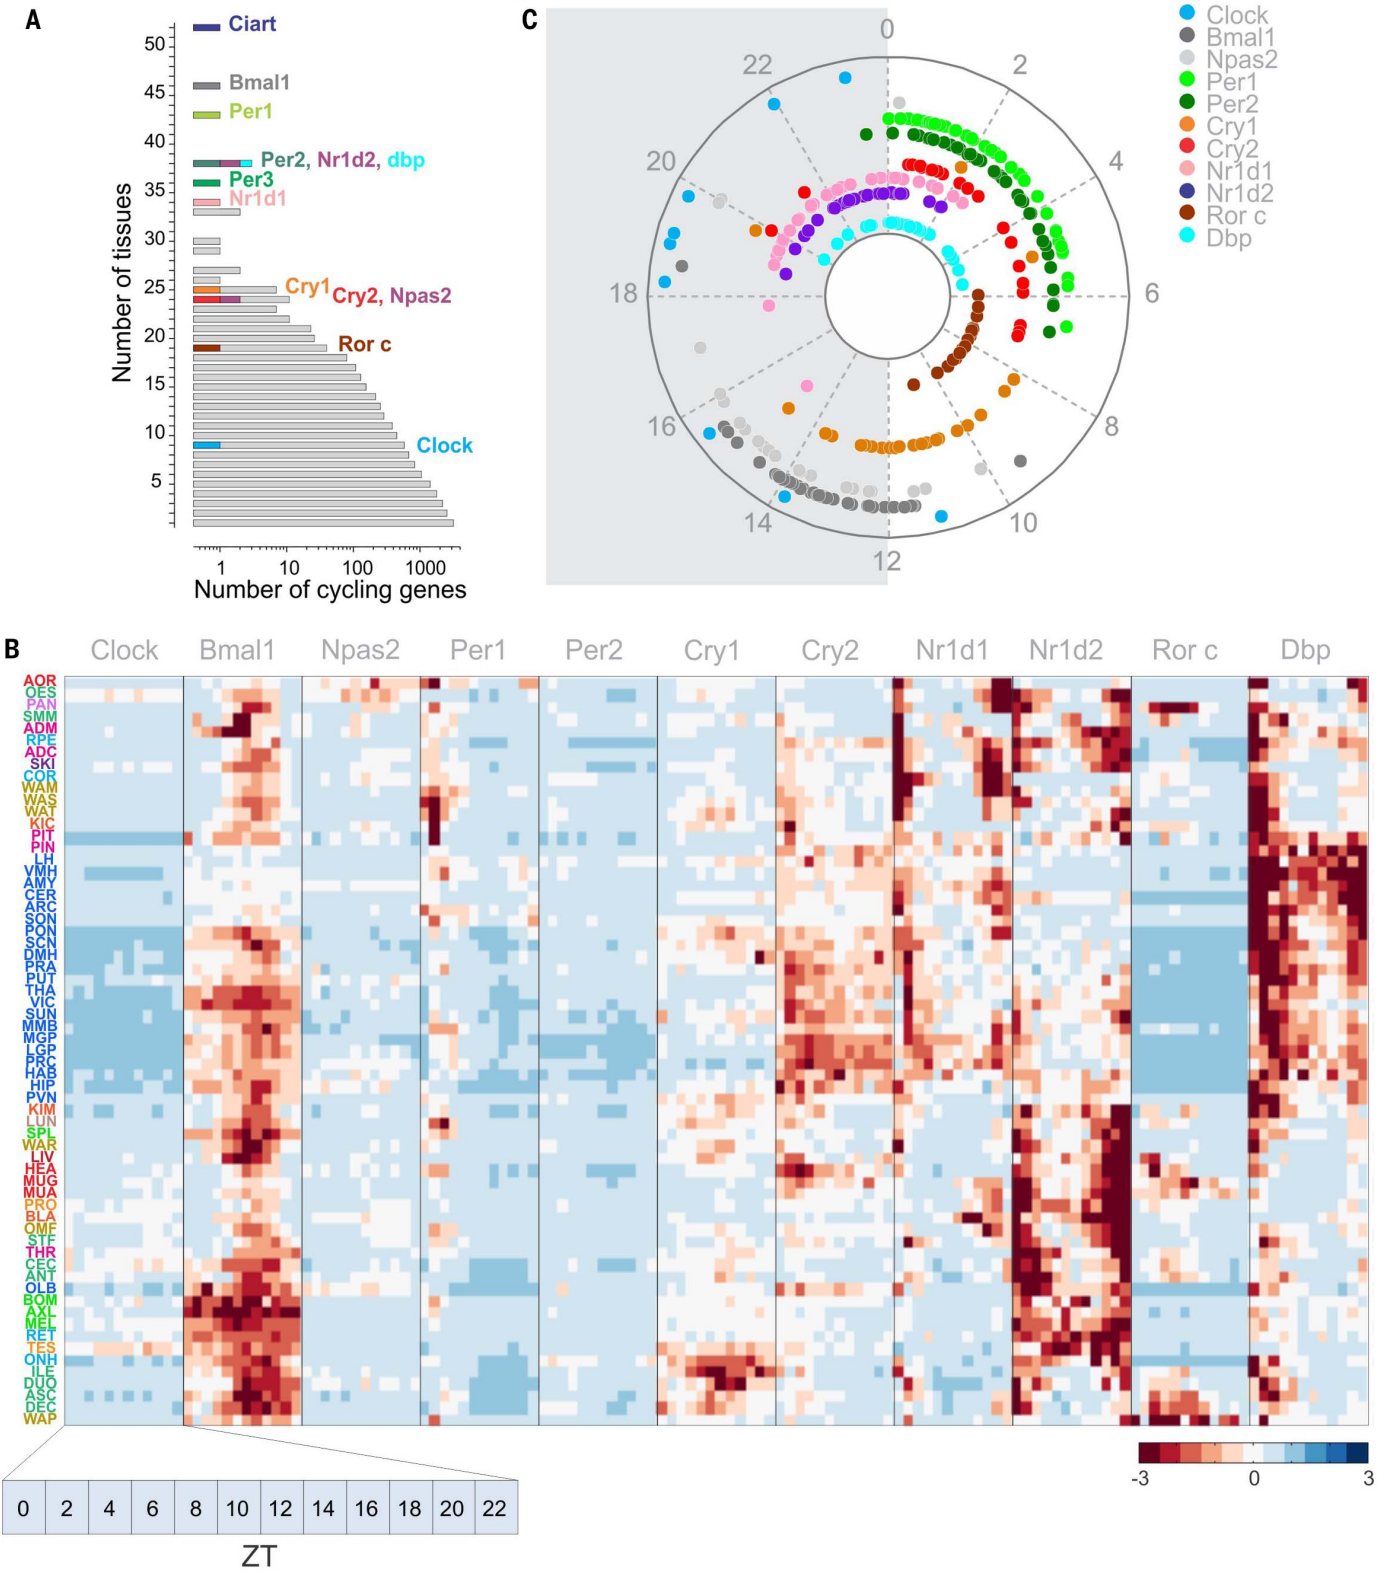 A
Ciart
Bmal1
Per1
Per2, Nr1d2, dbp
Per3
Nr1d1
Cry1
Cry2, Npas2
Ror c
Clock
50
45
40
35
30
25
20
15
10
5
Number of tissues
1 10 100 1000
Number of cycling genes
C
0
2
4
6
8
10
12
14
16
18
20
22
Clock
Bmal1
Npas2
Per1
Per2
Cry1
Cry2
Nr1d1
Nr1d2
Ror c
Dbp
B
Clock Bmal1 Npas2 Per1 Per2 Cry1 Cry2 Nr1d1 Nr1d2 Ror c Dbp
AOR
OES
PAN
SMM
ADM
RPE
ADC
SKI
COR
WAM
WAS
WAT
KIC
PIT
PIN
LH
VMH
AMY
CER
ARC
SON
PON
SCN
DMH
PRA
PUT
THA
VIC
SUN
MMB
MGP
LGP
PRC
HAB
HIP
PVN
KIM
LUN
SPL
WAR
LIV
HEA
MUG
MUA
PRO
BLA
OMF
STF
THR
CEC
ANT
OLB
BOM
AXL
MEL
RET
TES
ONH
ILE
DUO
ASC
DEC
WAP
-3 0 3
0 2 4 6 8 10 12 14 16 18 20 22
ZT